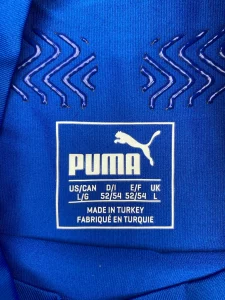 PUMA
US/CAN D/I E/F UK
L/G 52/54 52/54 L
MADE IN TURKEY
FABRIQUÉ EN TURQUIE